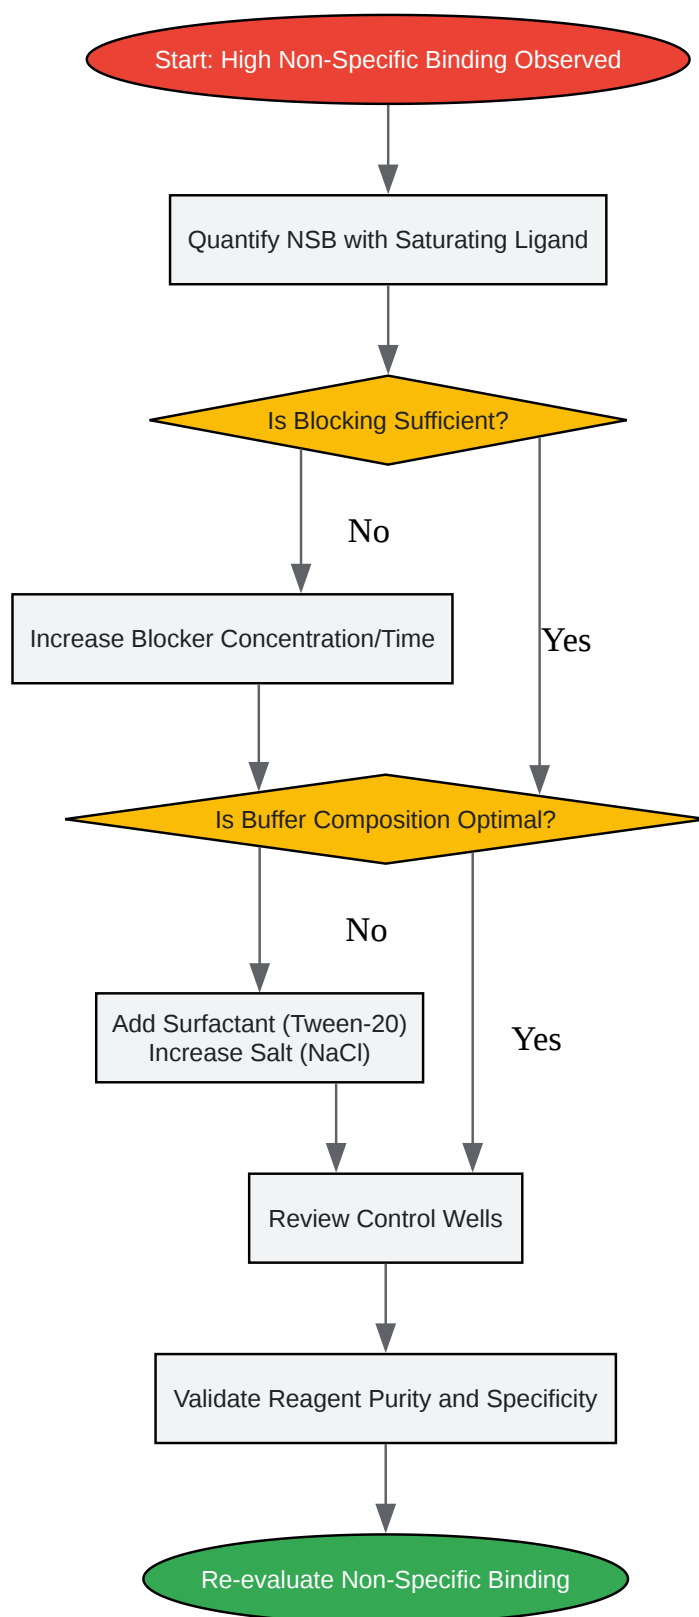 Start: High Non-Specific Binding Observed
Quantify NSB with Saturating Ligand
Is Blocking Sufficient?
No
Increase Blocker Concentration/Time
Yes
Is Buffer Composition Optimal?
No
Add Surfactant (Tween-20)
Increase Salt (NaCl)
Yes
Review Control Wells
Validate Reagent Purity and Specificity
Re-evaluate Non-Specific Binding